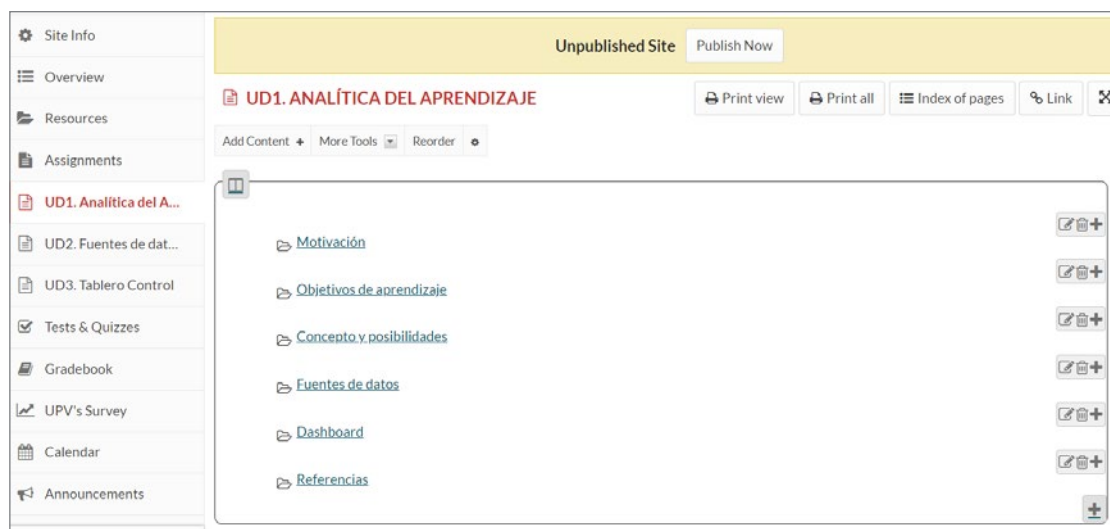 Site Info
Overview
Resources
Assignments
UD1. Analítica del A...
UD2. Fuentes de dat...
UD3. Tablero Control
Tests & Quizzes
Gradebook
UPV's Survey
Calendar
Announcements
Unpublished Site Publish Now
UD1. ANALÍTICA DEL APRENDIZAJE
Print view Print all Index of pages Link
Add Content + More Tools Reorder
Motivación
Objetivos de aprendizaje
Concepto y posibilidades
Fuentes de datos
Dashboard
Referencias